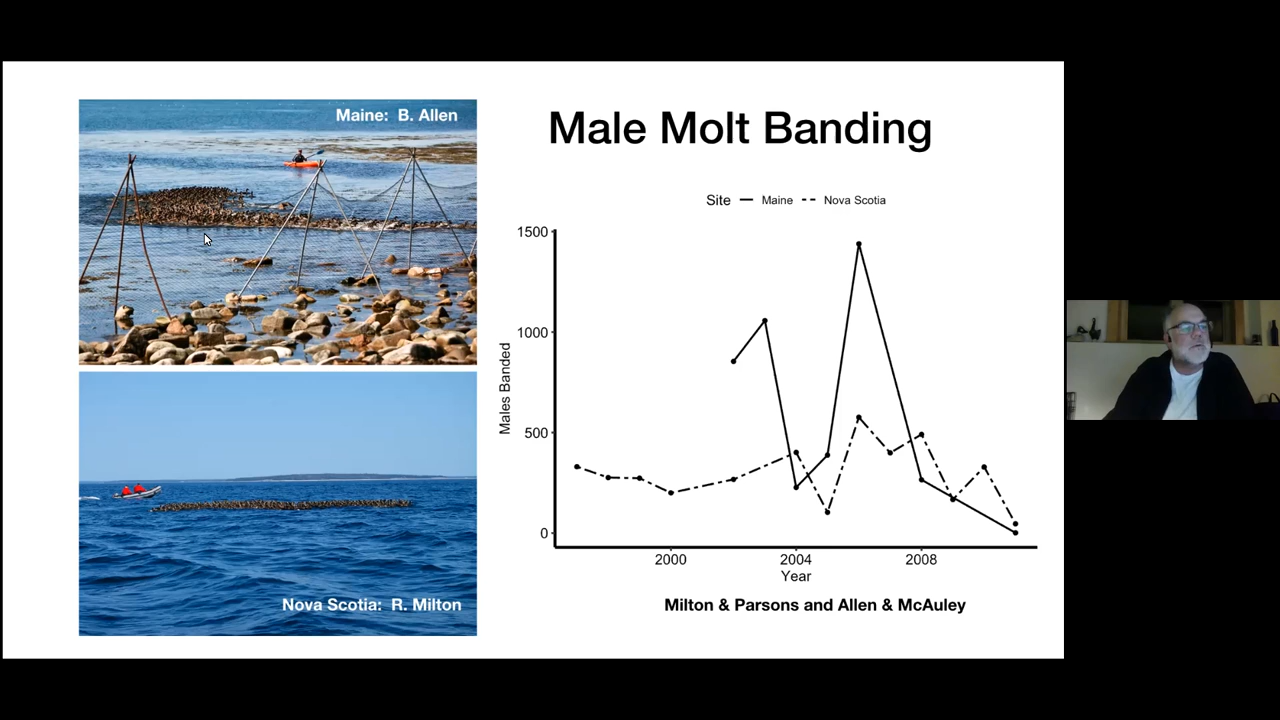 Maine:  B. Allen
Nova Scotia:  R. Milton
Male Molt Banding
Site Maine Nova Scotia
Males Banded
1500
1000
500
0
2000 2004 2008
Year
Milton & Parsons and Allen & McAuley